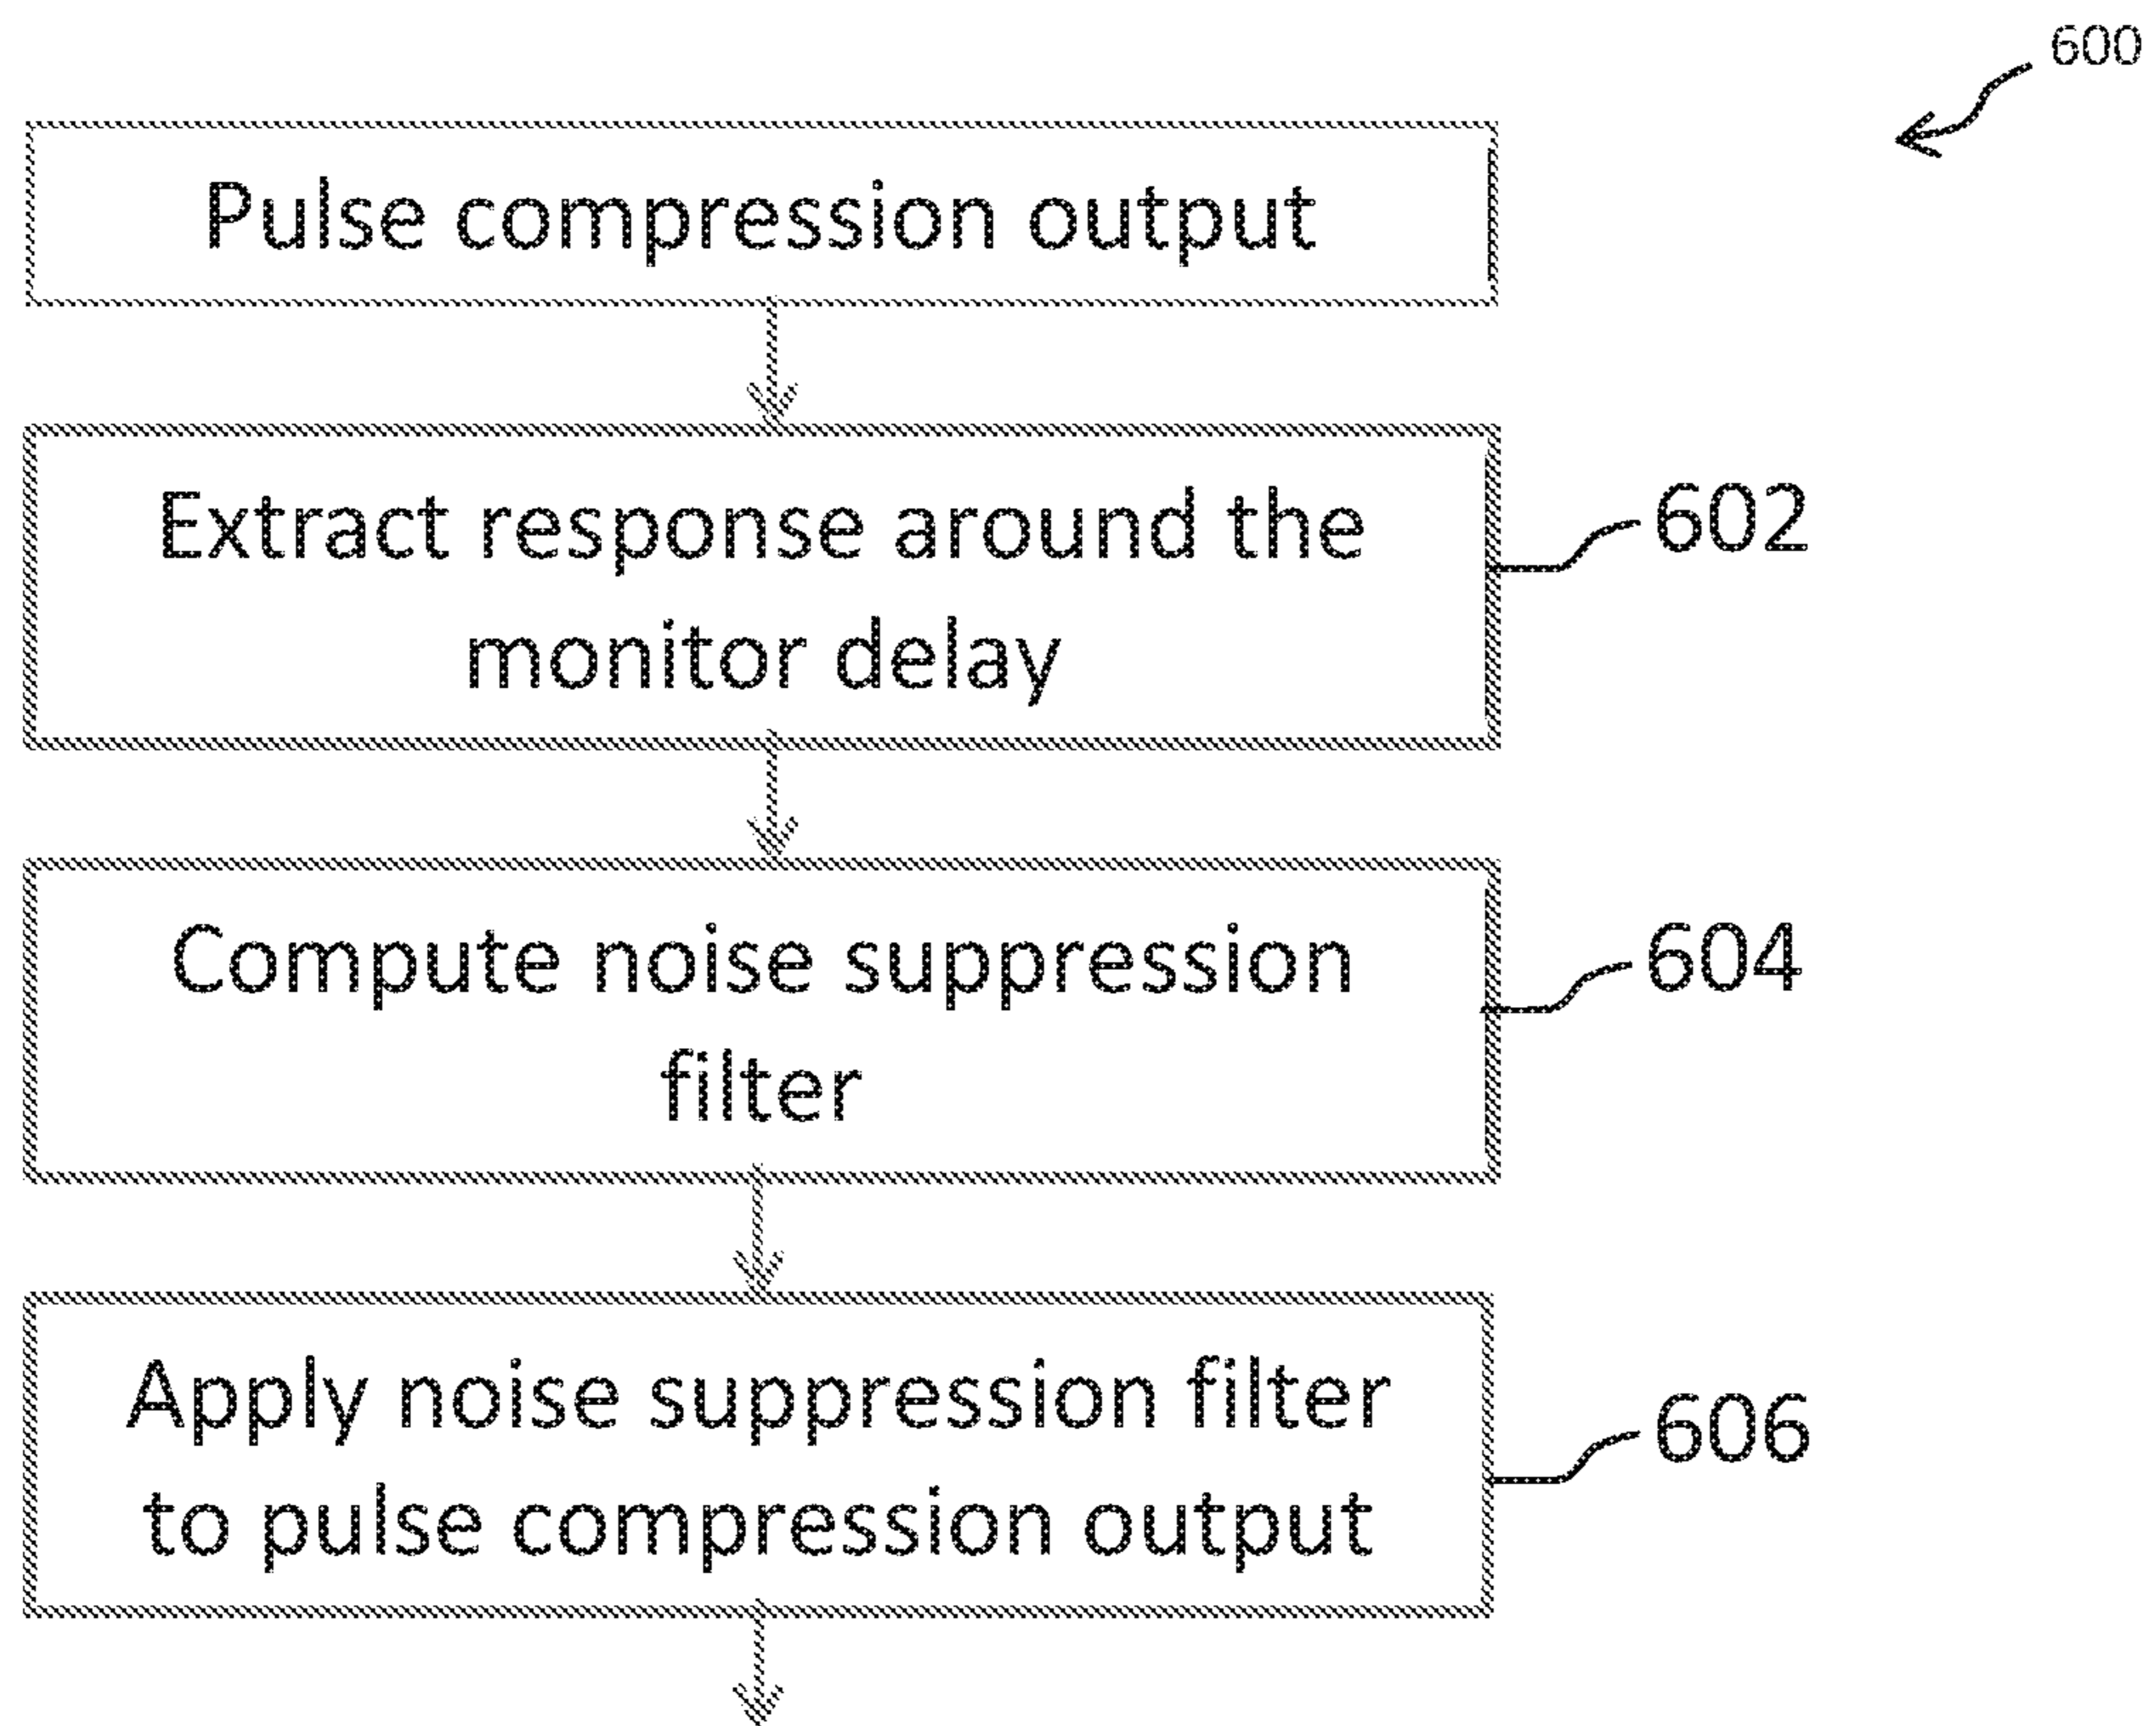 600
Pulse compression output
Extract response around the
monitor delay
602
Compute noise suppression
filter
604
Apply noise suppression filter
to pulse compression output
606